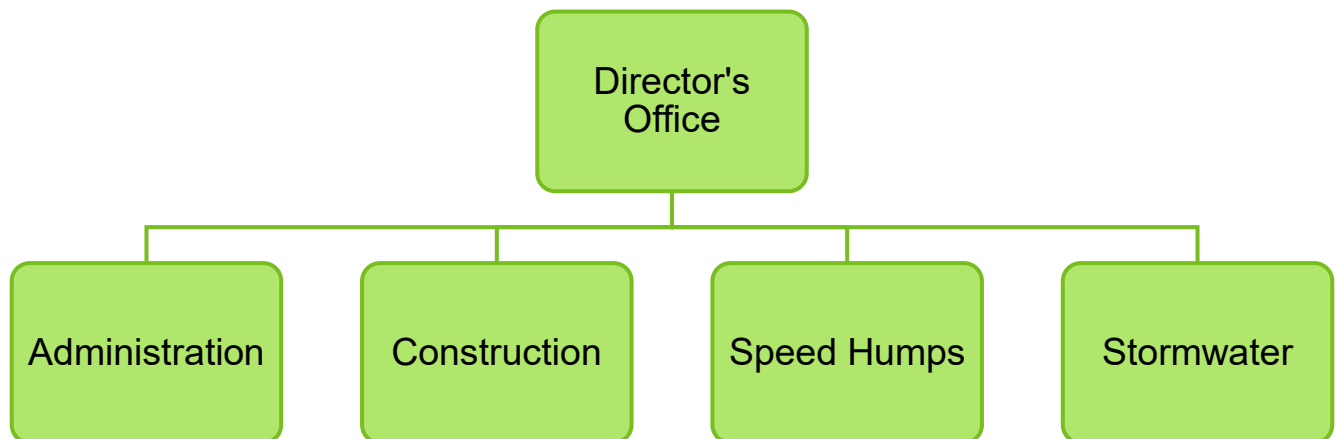 Director's
Office
Administration
Construction
Speed Humps
Stormwater